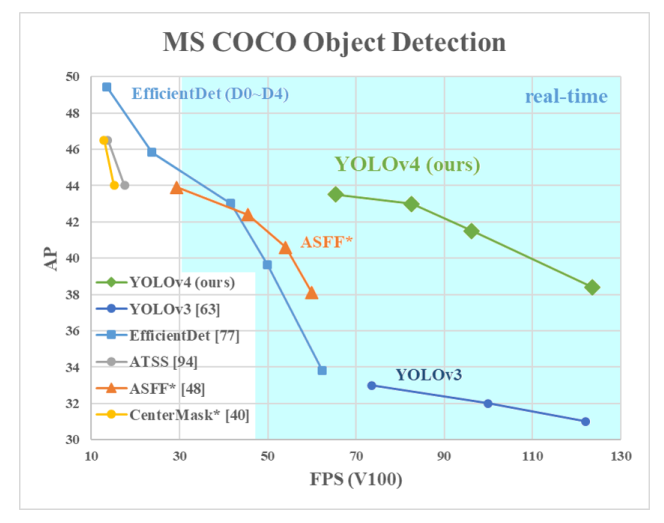 MS COCO Object Detection
50
48
46
44
42
40
38
36
34
32
30
AP
EfficientDet (D0~D4)
real-time
YOLOv4 (ours)
ASFF*
YOLOv3
YOLOv4 (ours)
YOLOv3 [63]
EfficientDet [77]
ATSS [94]
ASFF* [48]
CenterMask* [40]
10 30 50 70 90 110 130
FPS (V100)